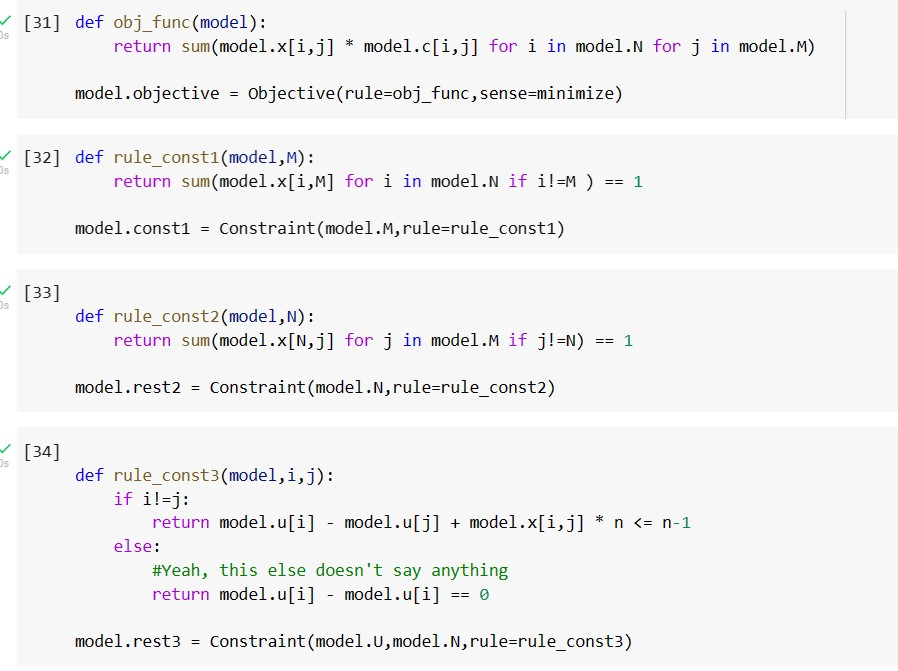 [31] def obj_func(model):
return sum(model.x[i,j] * model.c[i,j] for i in model.N for j in model.M)
model.objective = Objective(rule=obj_func,sense=minimize)
[32] def rule_const1(model,M):
return sum(model.x[i,M] for i in model.N if i!=M ) == 1
model.const1 = Constraint(model.M,rule=rule_const1)
[33]
def rule_const2(model,N):
return sum(model.x[N,j] for j in model.M if j!=N) == 1
model.rest2 = Constraint(model.N,rule=rule_const2)
[34]
def rule_const3(model,i,j):
if i!=j:
return model.u[i] - model.u[j] + model.x[i,j] * n <= n-1
else:
#Yeah, this else doesn't say anything
return model.u[i] - model.u[i] == 0
model.rest3 = Constraint(model.U,model.N,rule=rule_const3)